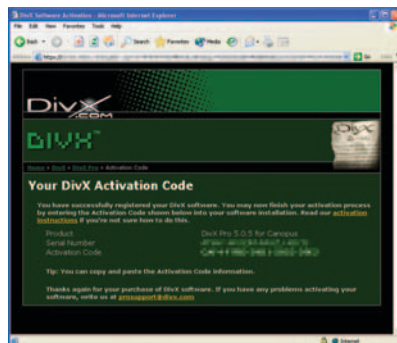 DivX Software Activation - Microsoft Internet Explorer
File Edit View Favorites Tools Help
Back Search Favorites Media
https:// Go
DivX
.COM
DIVX™
DivX
Home > DivX > DivX Pro > Activation Code
Your DivX Activation Code
You have successfully registered your DivX software. You may now finish your activation process
by entering the Activation Code shown below into your software installation. Read our activation
instructions if you're not sure how to do this.
Product DivX Pro 5.0.5 for Canopus
Serial Number
Activation Code
Tip: You can copy and paste the Activation Code information.
Thanks again for your purchase of DivX software. If you have any problems activating your
software, write us at prosupport@divx.com
Internet